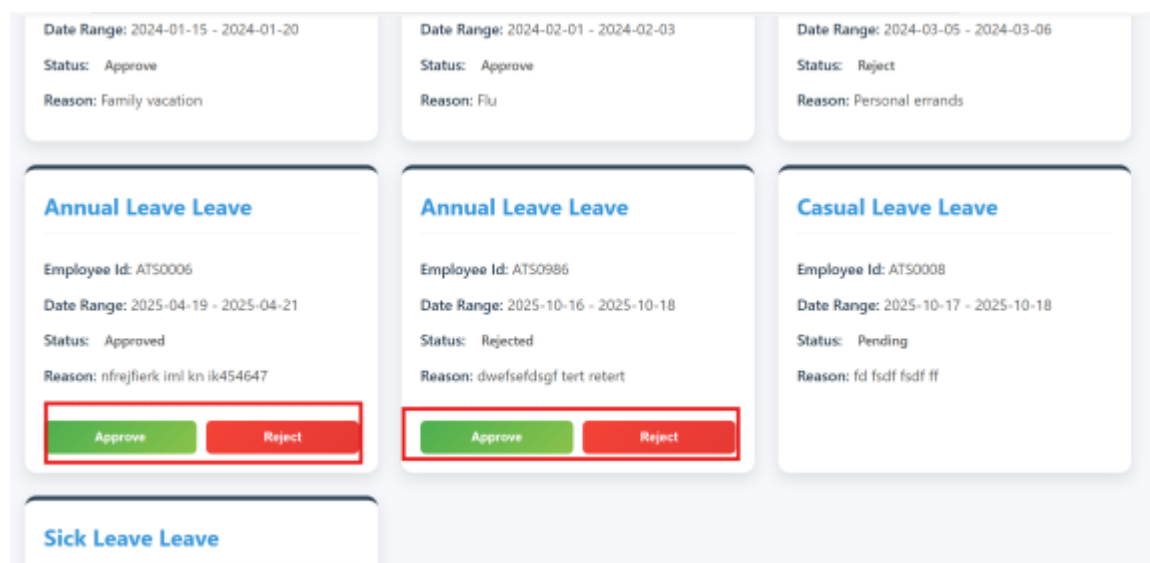 Date Range: 2024-01-15 - 2024-01-20
Status: Approve
Reason: Family vacation
Date Range: 2024-02-01 - 2024-02-03
Status: Approve
Reason: Flu
Date Range: 2024-03-05 - 2024-03-06
Status: Reject
Reason: Personal errands
Annual Leave Leave
Employee Id: ATS0006
Date Range: 2025-04-19 - 2025-04-21
Status: Approved
Reason: nfrejfierk iml kn ik454647
Approve
Reject
Annual Leave Leave
Employee Id: ATS0986
Date Range: 2025-10-16 - 2025-10-18
Status: Rejected
Reason: dwefsefdsgf tert retert
Approve
Reject
Casual Leave Leave
Employee Id: ATS0008
Date Range: 2025-10-17 - 2025-10-18
Status: Pending
Reason: fd fsdf fsdf ff
Sick Leave Leave